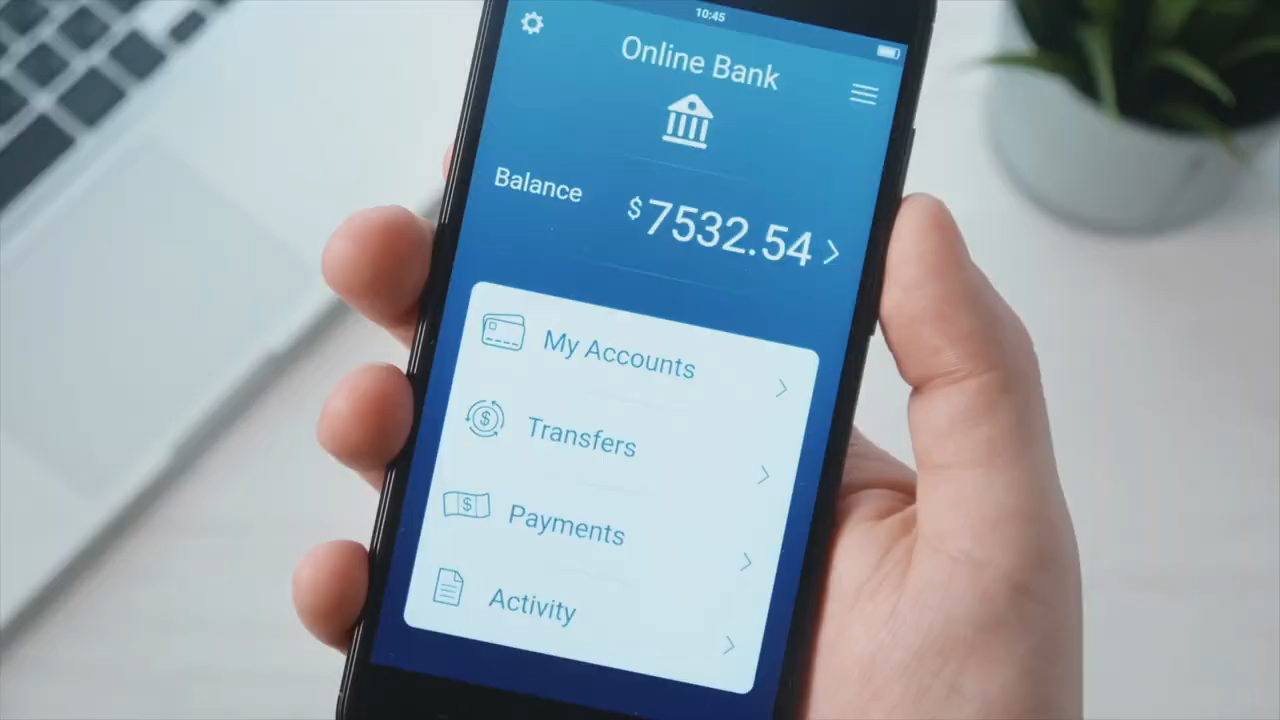 10:45
Online Bank
Balance $7532.54
My Accounts
Transfers
Payments
Activity